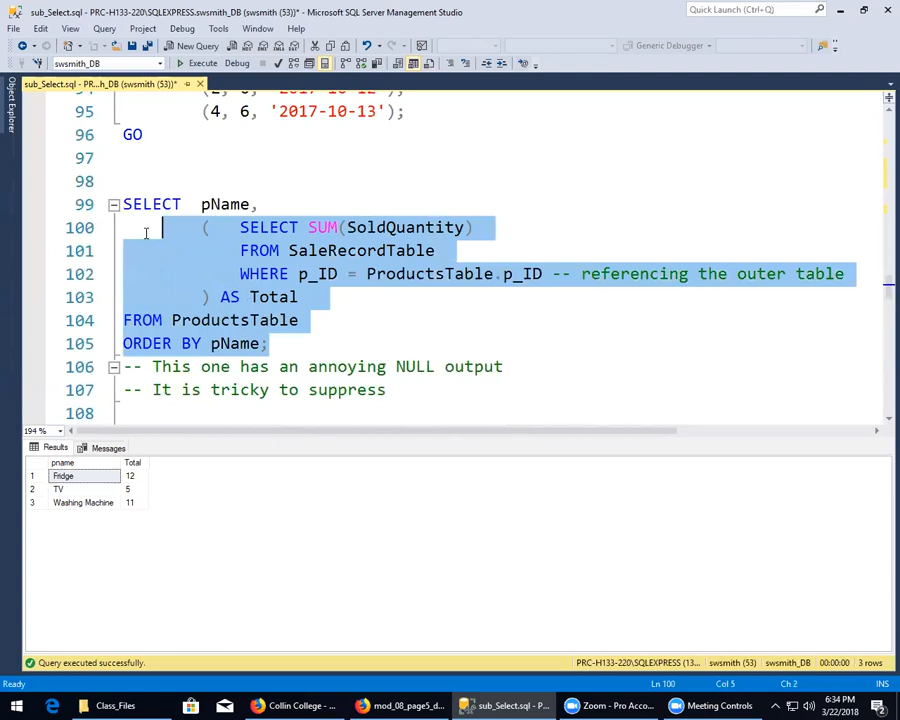 sub_Select.sql - PRC-H133-220\SQLEXPRESS.swsmith_DB (swsmith (53))* - Microsoft SQL Server Management Studio
Quick Launch (Ctrl+Q)
File Edit View Query Project Debug Tools Window Help
New Query
Generic Debugger
swsmith_DB
Execute Debug
Object Explorer
sub_Select.sql - PR...h_DB (swsmith (53))*
95 (4, 6, '2017-10-13');
96 GO
97
98
99 SELECT pName,
100 ( SELECT SUM(SoldQuantity)
101 FROM SaleRecordTable
102 WHERE p_ID = ProductsTable.p_ID -- referencing the outer table
103 ) AS Total
104 FROM ProductsTable
105 ORDER BY pName;
106 -- This one has an annoying NULL output
107 -- It is tricky to suppress
108
194 %
Results Messages
pname Total
1 Fridge 12
2 TV 5
3 Washing Machine 11
Query executed successfully.
PRC-H133-220\SQLEXPRESS (13... swsmith (53) swsmith_DB 00:00:00 3 rows
Ready
Ln 100 Col 5 Ch 2 INS
Class_Files
Collin College - ...
mod_08_page5_d...
sub_Select.sql - P...
Zoom - Pro Acco...
Meeting Controls
6:34 PM
3/22/2018
2